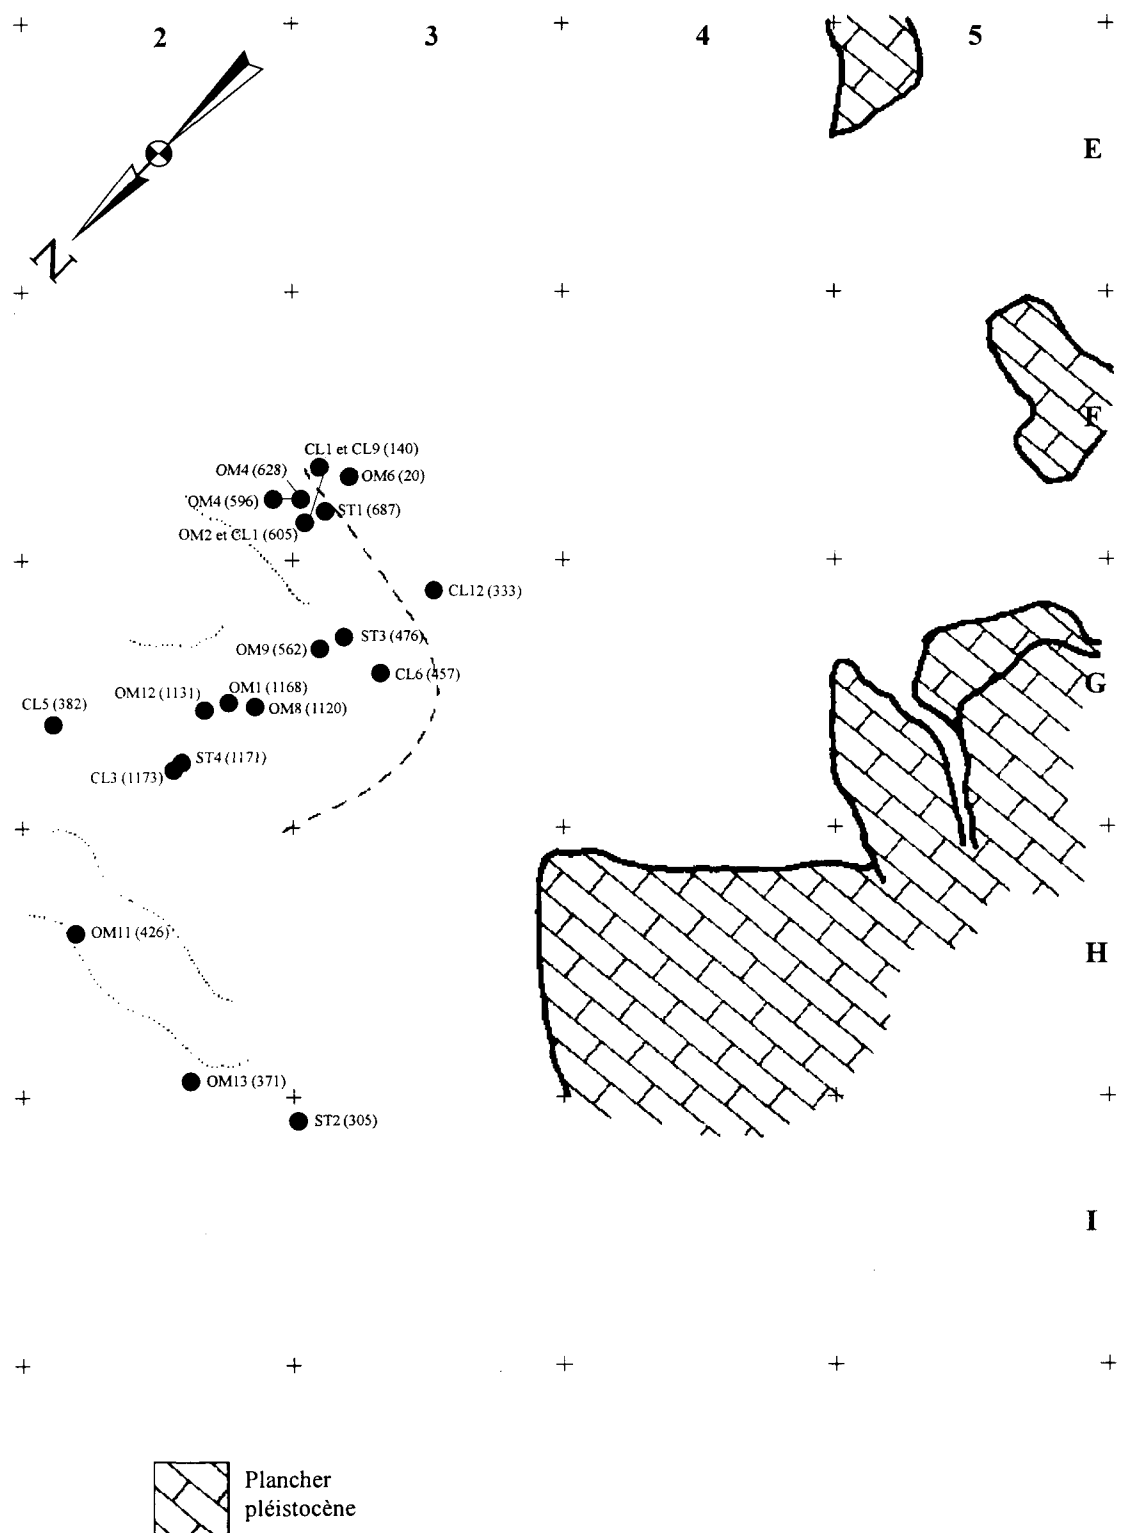 2 3 4 5
E
N
F
CL1 et CL9 (140)
OM4 (628)
OM6 (20)
OM4 (596)
ST1 (687)
OM2 et CL1 (605)
CL12 (333)
ST3 (476)
OM9 (562)
CL6 (457)
G
OM1 (1168)
OM12 (1131)
CL5 (382)
OM8 (1120)
ST4 (1171)
CL3 (1173)
OM11 (426)
H
OM13 (371)
ST2 (305)
I
Plancher
pléistocène